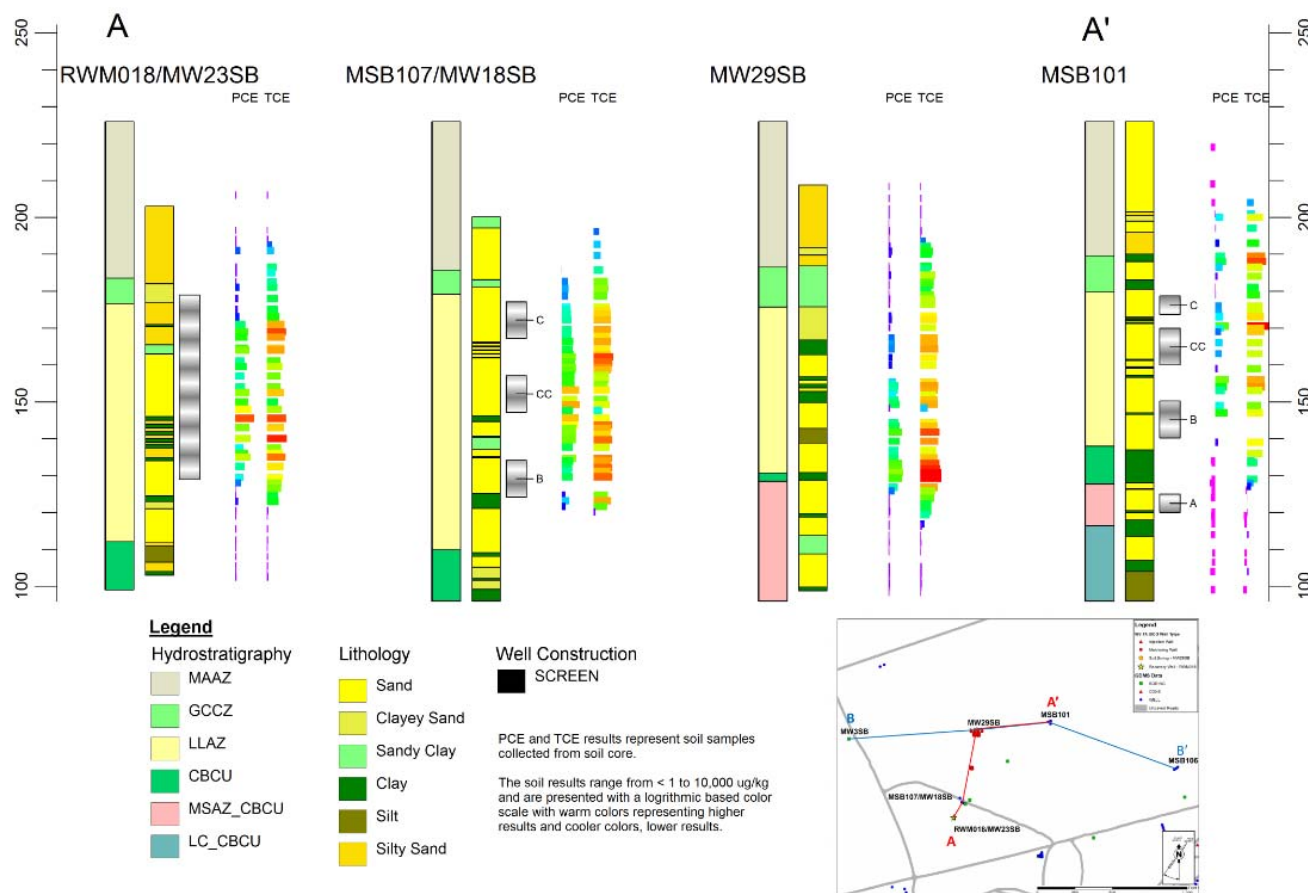 A
A'
RWM018/MW23SB
MSB107/MW18SB
MW29SB
MSB101
PCE TCE
PCE TCE
PCE TCE
PCE TCE
250
200
150
100
250
200
150
100
C
CC
B
C
CC
B
A
Legend
Hydrostratigraphy
MAAZ
GCCZ
LLAZ
CBCU
MSAZ_CBCU
LC_CBCU
Lithology
Sand
Clayey Sand
Sandy Clay
Clay
Silt
Silty Sand
Well Construction
SCREEN
PCE and TCE results represent soil samples
collected from soil core.
The soil results range from < 1 to 10,000 ug/kg
and are presented with a logrithmic based color
scale with warm colors representing higher
results and cooler colors, lower results.
Legend
A'
MSB101
MW29SB
B
MW3SB
B'
MSB106
MSB107/MW18SB
RWM018/MW23SB
A
N